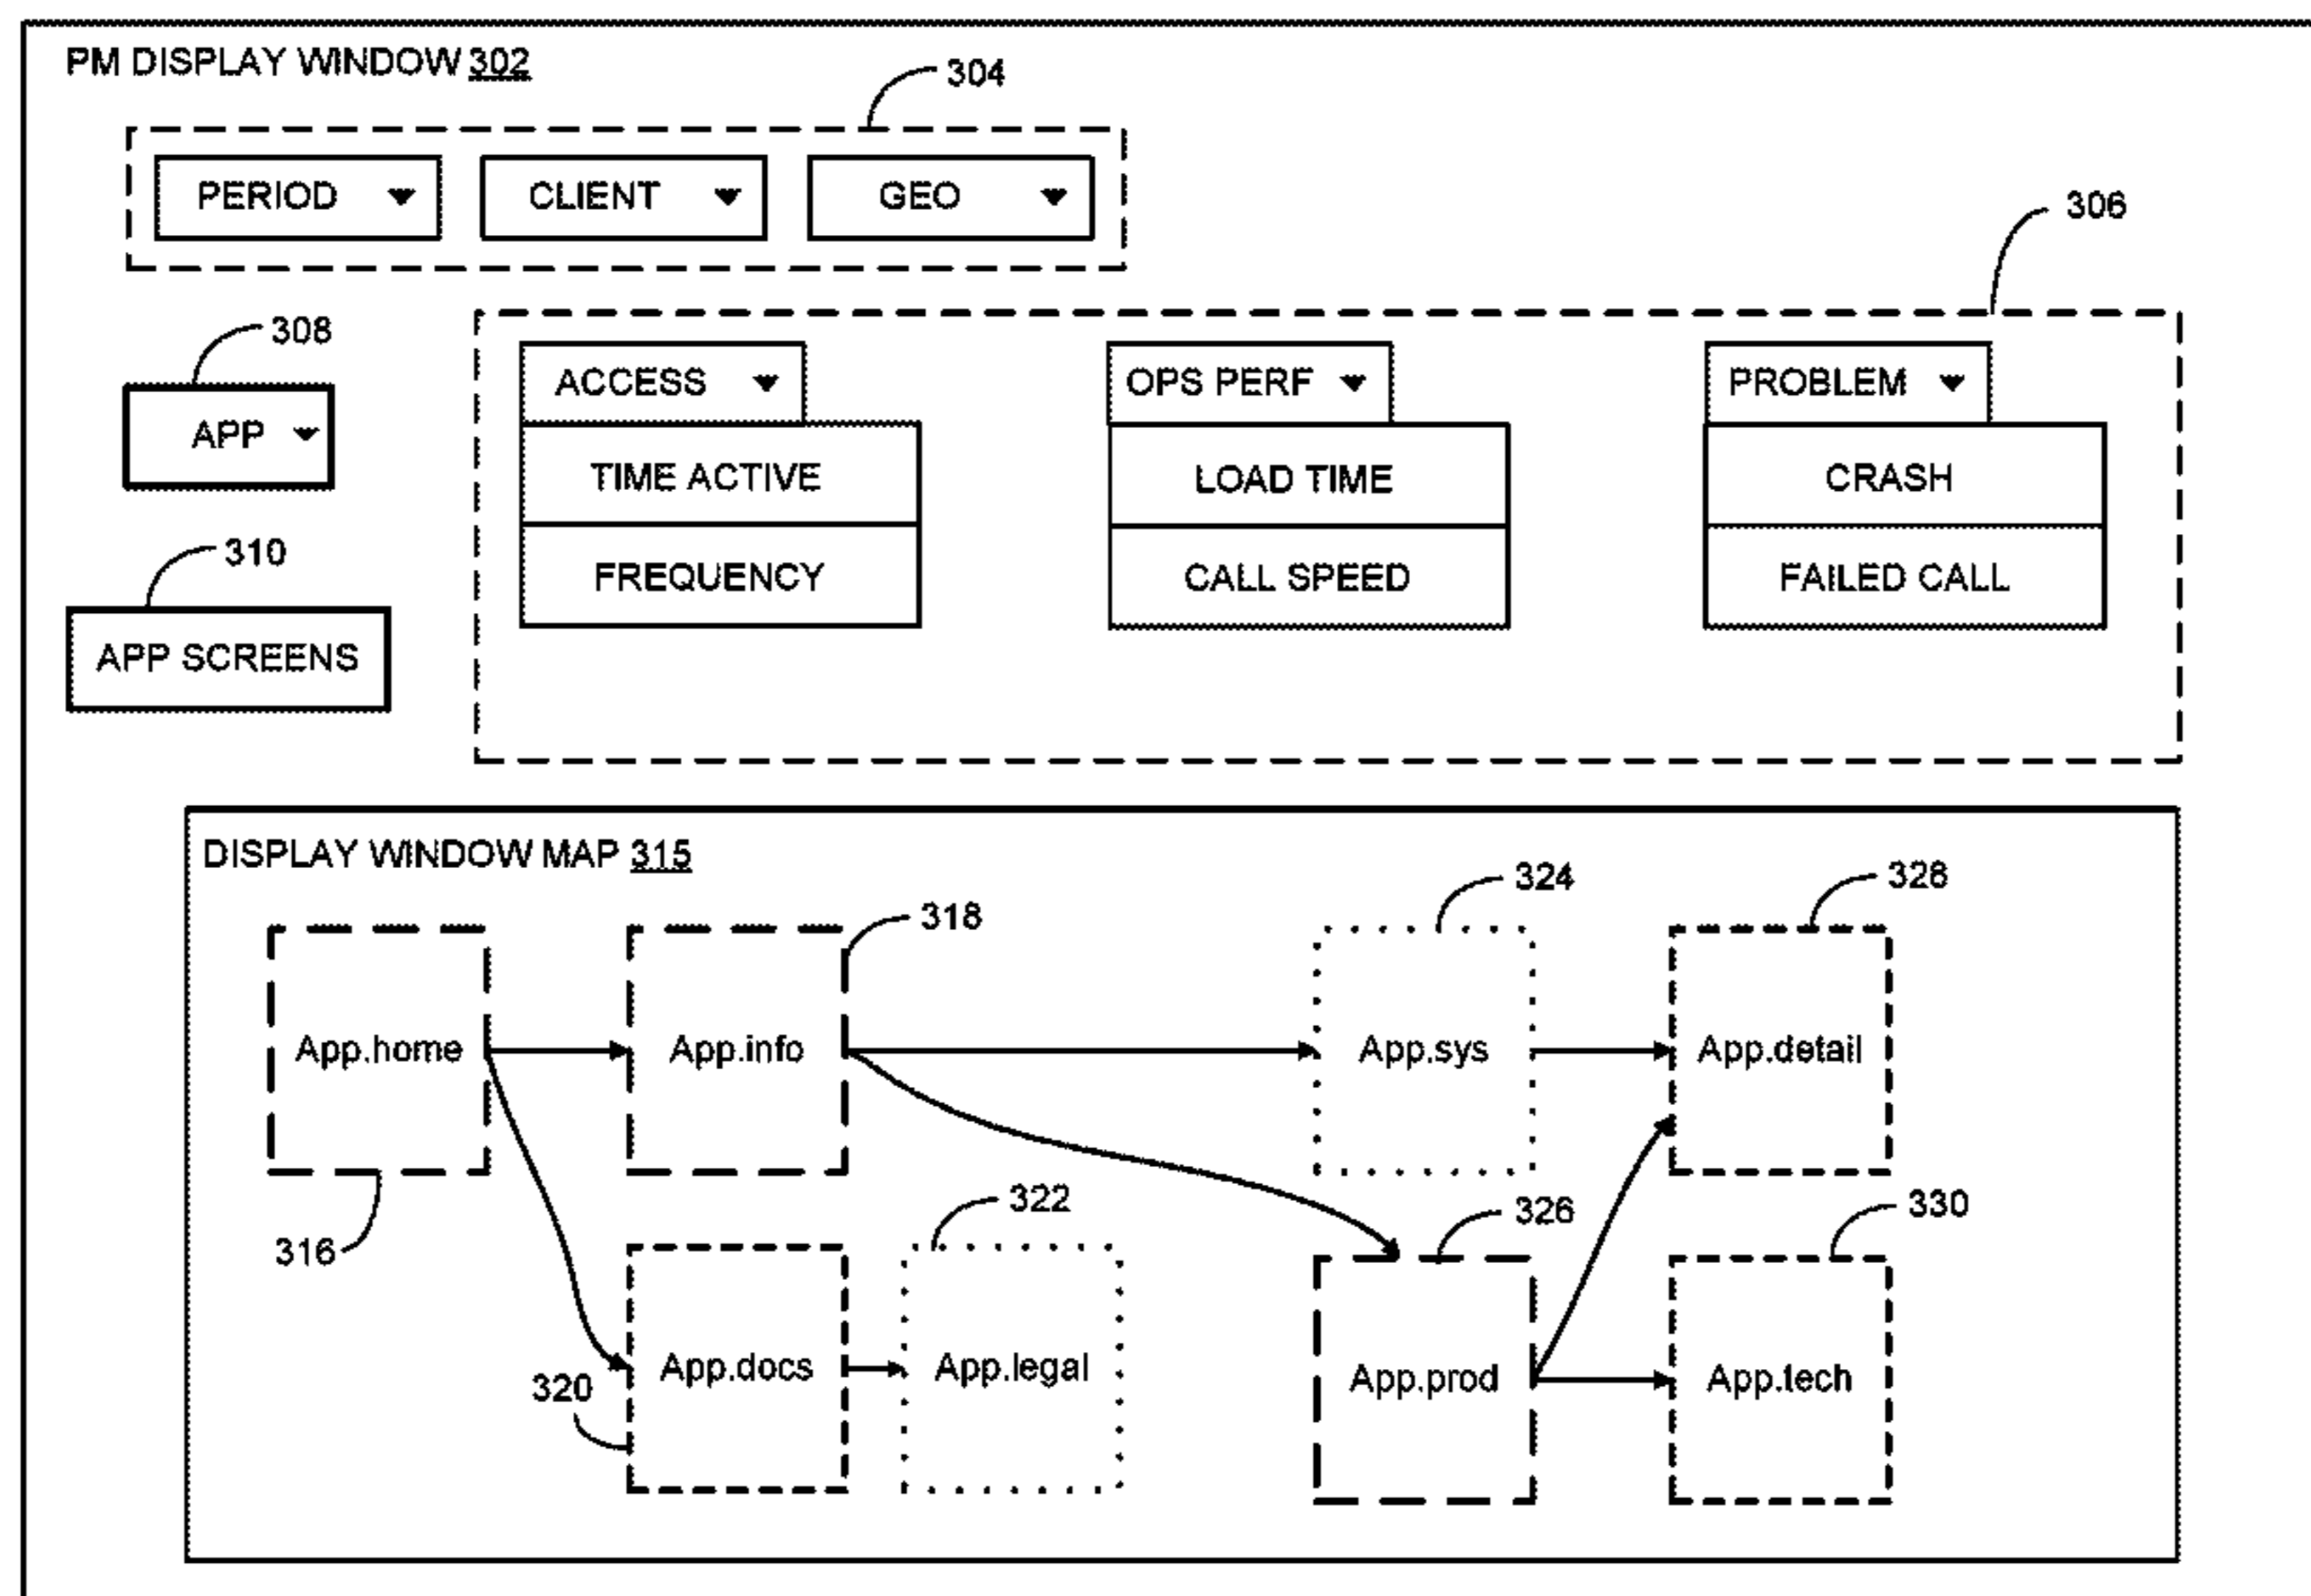 PM DISPLAY WINDOW 302
304
PERIOD CLIENT GEO
306
308
ACCESS OPS PERF PROBLEM
APP
TIME ACTIVE LOAD TIME CRASH
310
FREQUENCY CALL SPEED FAILED CALL
APP SCREENS
DISPLAY WINDOW MAP 315
324 328
318
App.home App.info App.sys App.detail
322 326 330
316
App.docs App.legal App.prod App.tech
320